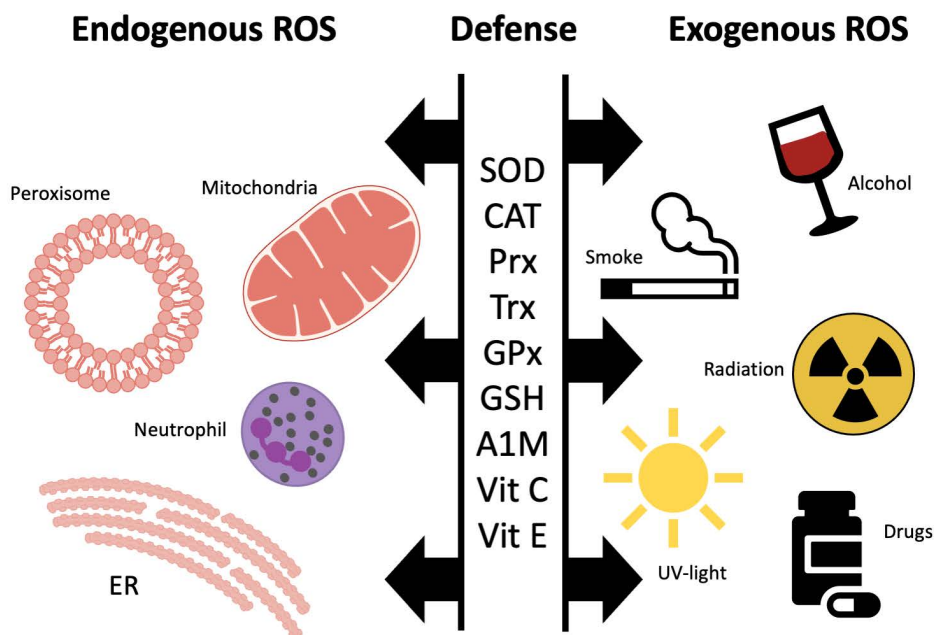 Endogenous ROS
Defense
Exogenous ROS
Peroxisome
Mitochondria
Neutrophil
ER
SOD
CAT
Prx
Trx
GPx
GSH
A1M
Vit C
Vit E
Alcohol
Smoke
Radiation
UV-light
Drugs